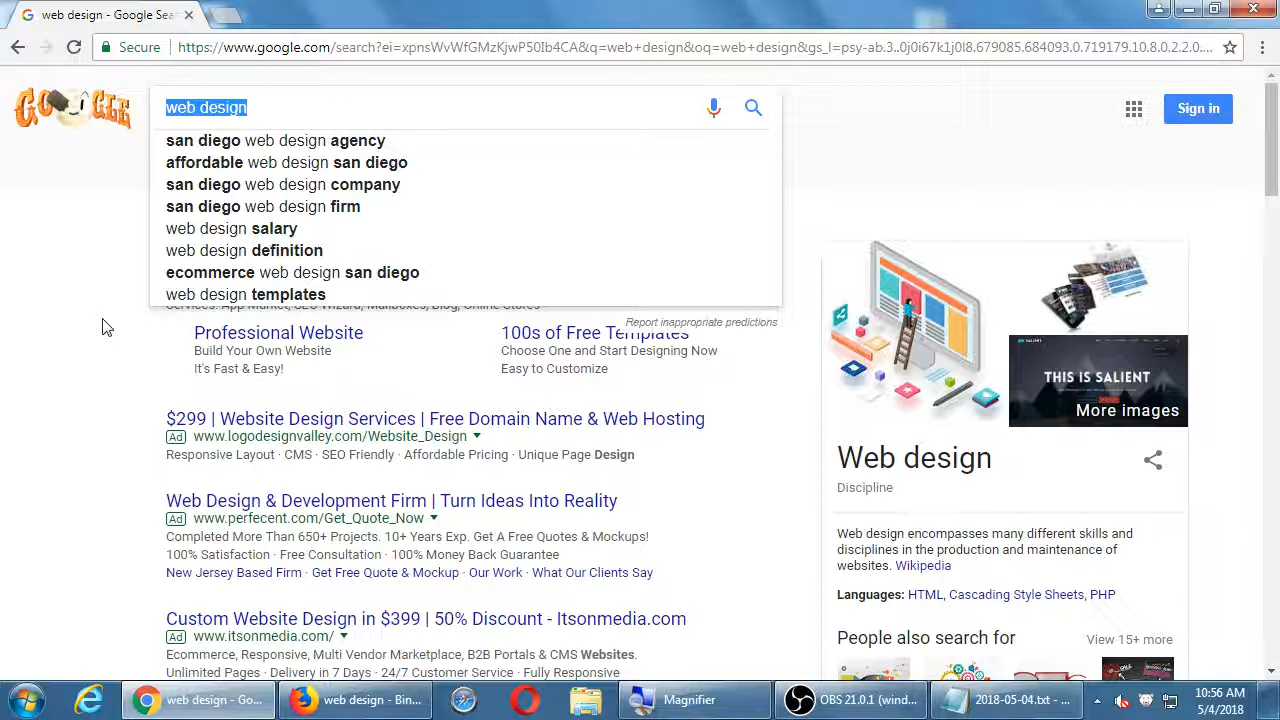 web design - Google Sea
Secure
https://www.google.com/search?ei=xpnsWvWfGMzKjwP50Ib4CA&q=web+design&oq=web+design&gs_l=psy-ab.3..0j0i67k1j0l8.679085.684093.0.719179.10.8.0.2.2.0....
GOOGLE
web design
Sign in
san diego web design agency
affordable web design san diego
san diego web design company
san diego web design firm
web design salary
web design definition
ecommerce web design san diego
web design templates
Services: App Market, SEO Wizard, Mailboxes, Blog, Online Stores
Report inappropriate predictions
Professional Website
100s of Free Templates
Build Your Own Website
Choose One and Start Designing Now
It's Fast & Easy!
Easy to Customize
$299 | Website Design Services | Free Domain Name & Web Hosting
Ad www.logodesignvalley.com/Website_Design
Responsive Layout · CMS · SEO Friendly · Affordable Pricing · Unique Page Design
Web Design & Development Firm | Turn Ideas Into Reality
Ad www.perfecent.com/Get_Quote_Now
Completed More Than 650+ Projects. 10+ Years Exp. Get A Free Quotes & Mockups!
100% Satisfaction · Free Consultation · 100% Money Back Guarantee
New Jersey Based Firm · Get Free Quote & Mockup · Our Work · What Our Clients Say
Custom Website Design in $399 | 50% Discount - Itsonmedia.com
Ad www.itsonmedia.com/
Ecommerce, Responsive, Multi Vendor Marketplace, B2B Portals & CMS Websites.
Unlimited Pages · Delivery in 7 Days · 24/7 Customer Service · Fully Responsive
SALIENT
THIS IS SALIENT
More images
Web design
Discipline
Web design encompasses many different skills and
disciplines in the production and maintenance of
websites. Wikipedia
Languages: HTML, Cascading Style Sheets, PHP
People also search for
View 15+ more
web design - Go...
web design - Bin...
Magnifier
OBS 21.0.1 (wind...
2018-05-04.txt - ...
10:56 AM
5/4/2018